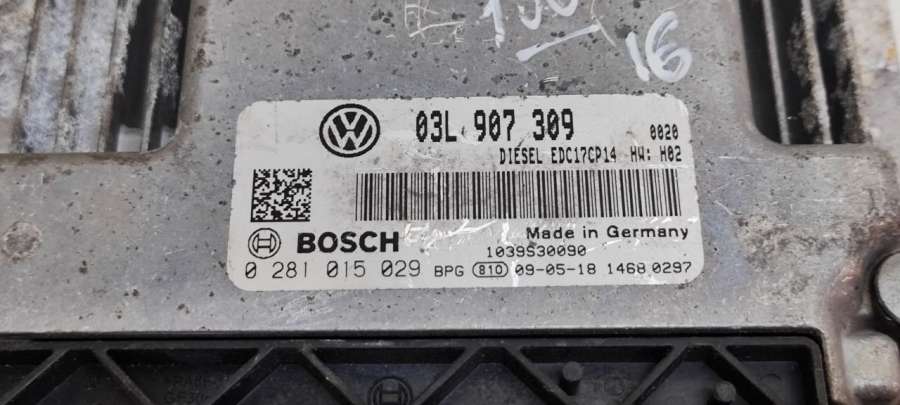 16
03L 907 309
0020
DIESEL EDC17CP14 HW: H02
Made in Germany
BOSCH
1039S30090
0 281 015 029 BPG 810 09-05-18 1468 0297